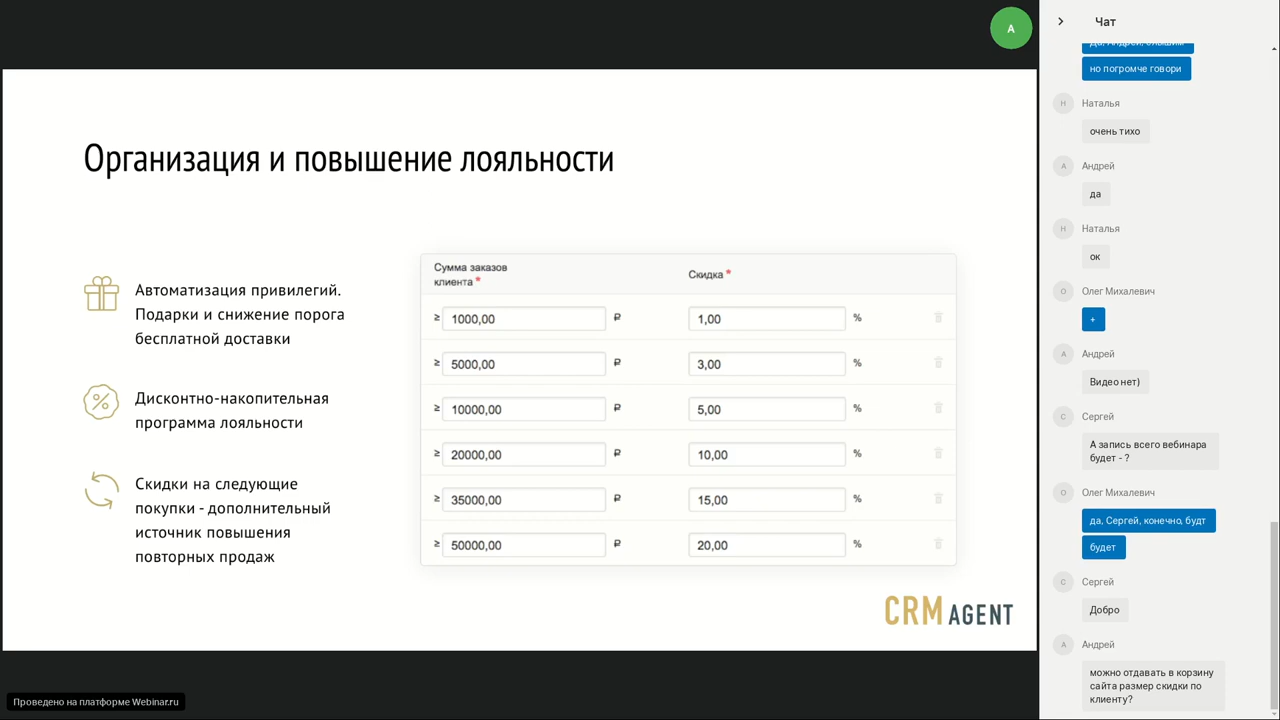 А
Чат
Да, Андрей, слышим
но погромче говори
Н
Наталья
очень тихо
А
Андрей
да
Н
Наталья
ок
О
Олег Михалевич
+
А
Андрей
Видео нет)
С
Сергей
А запись всего вебинара
будет - ?
О
Олег Михалевич
да, Сергей, конечно, будт
будет
С
Сергей
Добро
А
Андрей
можно отдавать в корзину
сайта размер скидки по
клиенту?
Организация и повышение лояльности
Автоматизация привилегий.
Подарки и снижение порога
бесплатной доставки
Дисконтно-накопительная
программа лояльности
Скидки на следующие
покупки - дополнительный
источник повышения
повторных продаж
Сумма заказов
клиента * Скидка *
≥ 1000,00 ₽ 1,00 %
≥ 5000,00 ₽ 3,00 %
≥ 10000,00 ₽ 5,00 %
≥ 20000,00 ₽ 10,00 %
≥ 35000,00 ₽ 15,00 %
≥ 50000,00 ₽ 20,00 %
CRM AGENT
Проведено на платформе Webinar.ru